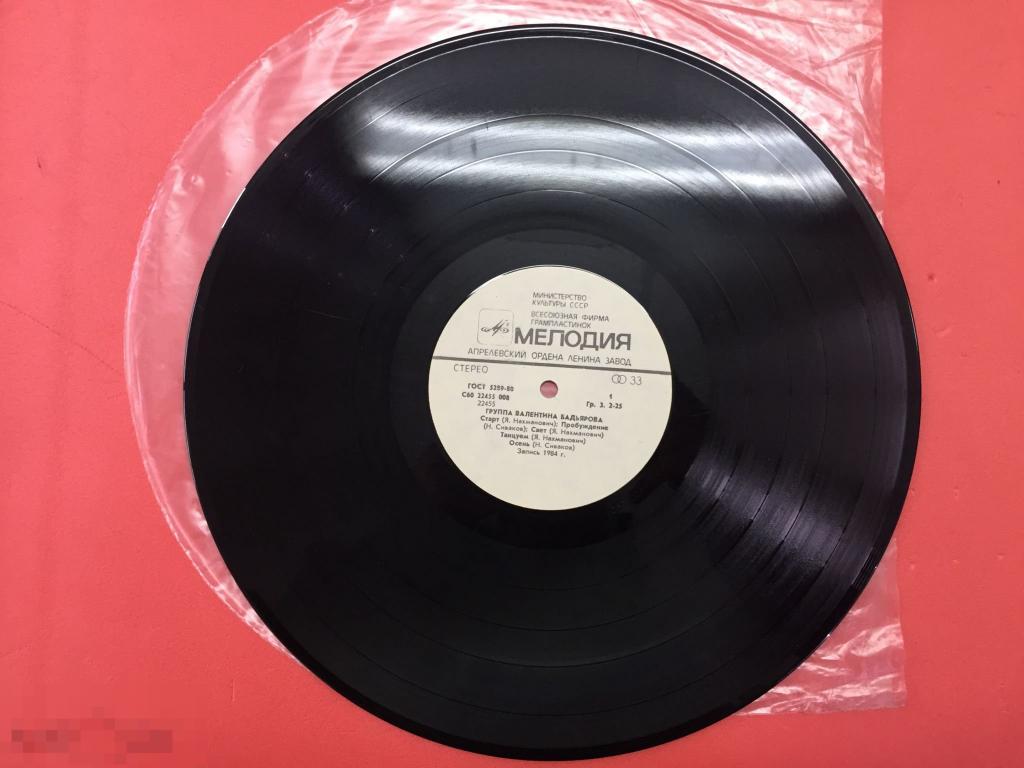 МИНИСТЕРСТВО
КУЛЬТУРЫ СССР
ВСЕСОЮЗНАЯ ФИРМА
ГРАМПЛАСТИНОК
МЕЛОДИЯ
АПРЕЛЕВСКИЙ ОРДЕНА ЛЕНИНА ЗАВОД
СТЕРЕО 33
ГОСТ 5289-80 1
С60 22455 008 Гр. 3. 2-25
22455
ГРУППА ВАЛЕНТИНА БАДЬЯРОВА
Старт (Я. Нахманович); Пробуждение
(Н. Сиваков); Свет (Я. Нахманович)
Танцуем (Я. Нахманович)
Осень (Н. Сиваков)
Запись 1984 г.